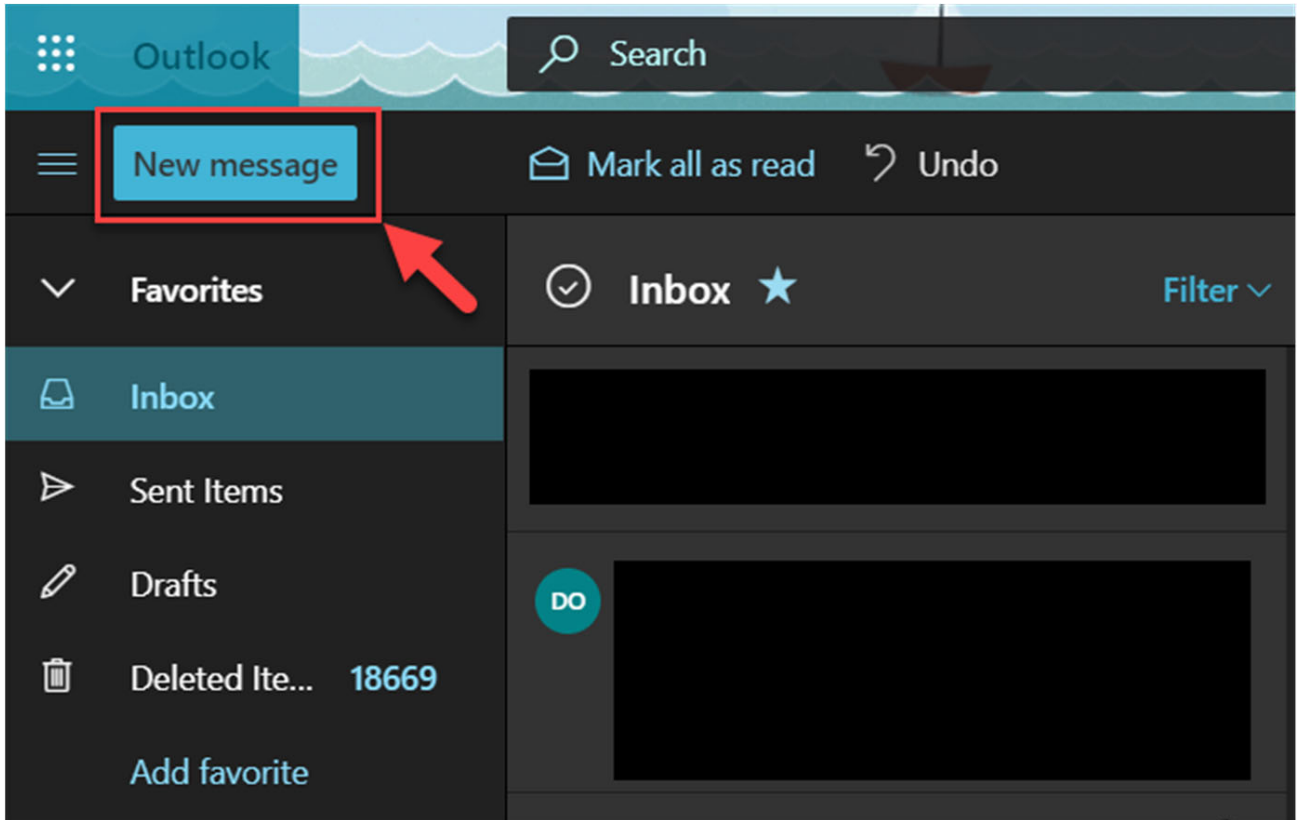 Outlook
Search
New message
Mark all as read
Undo
Favorites
Inbox
Filter
Inbox
Sent Items
Drafts
DO
Deleted Ite... 18669
Add favorite